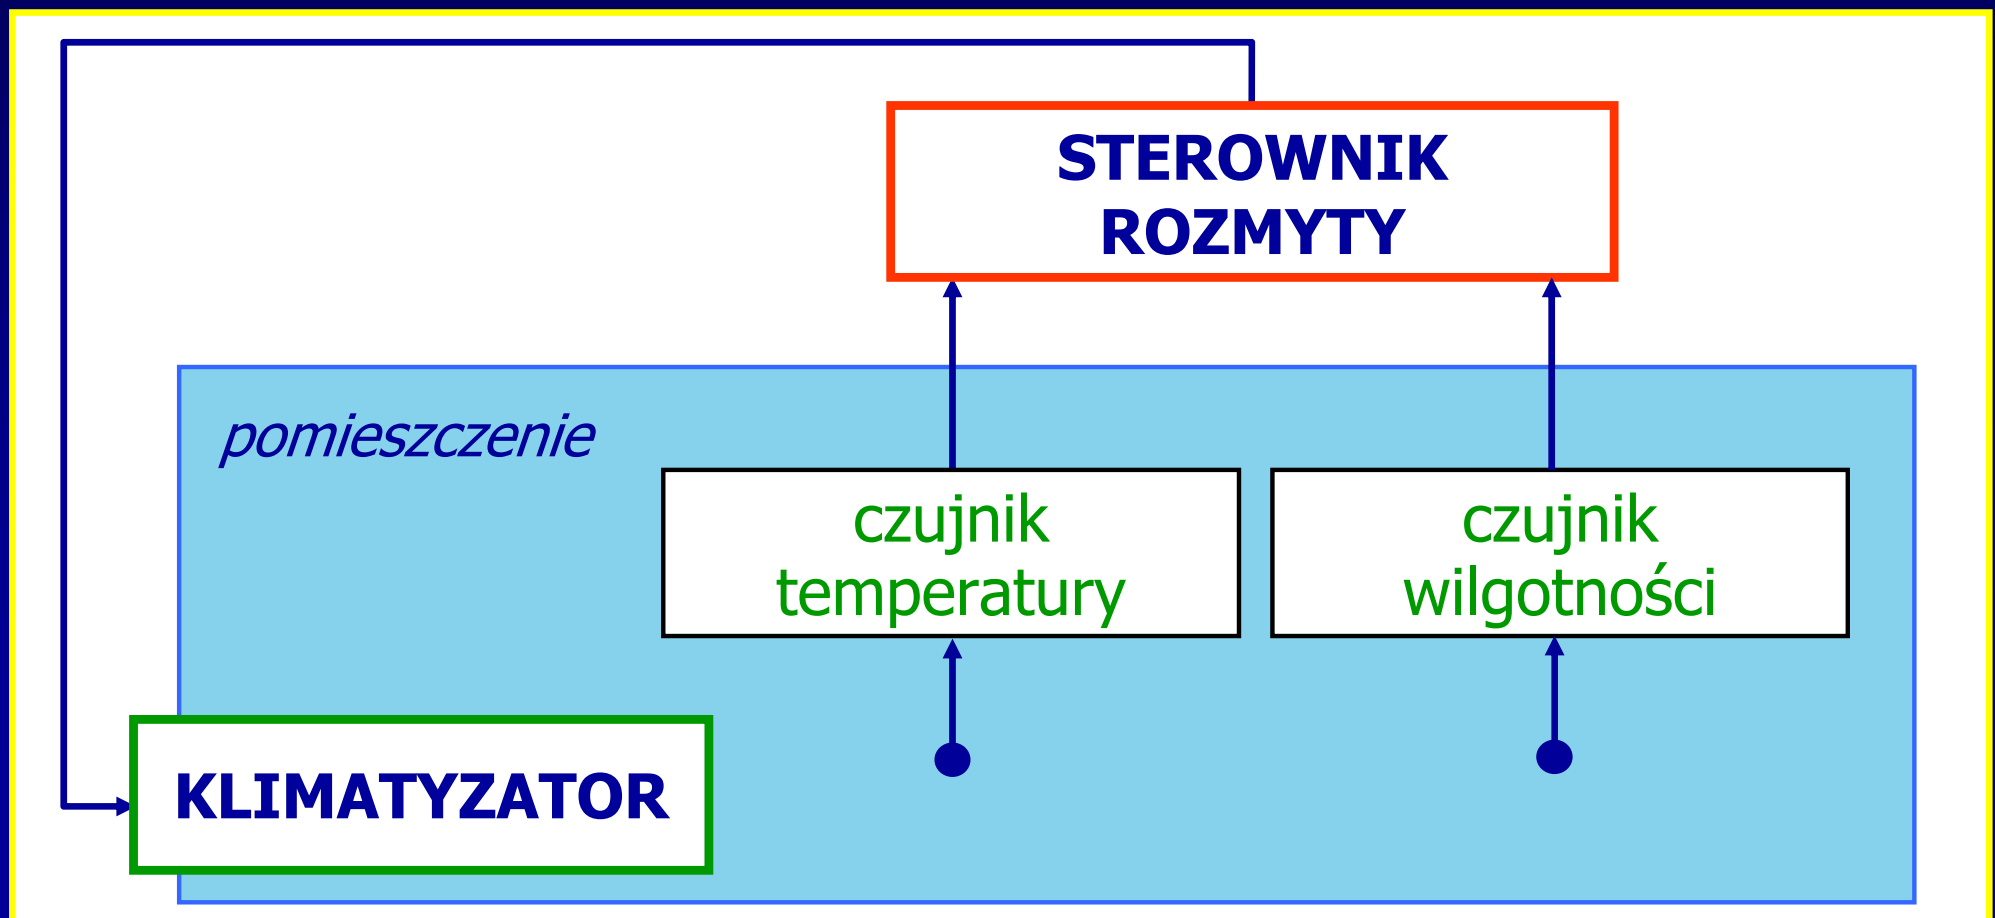 STEROWNIK
ROZMYTY
pomieszczenie
czujnik
temperatury
czujnik
wilgotności
KLIMATYZATOR